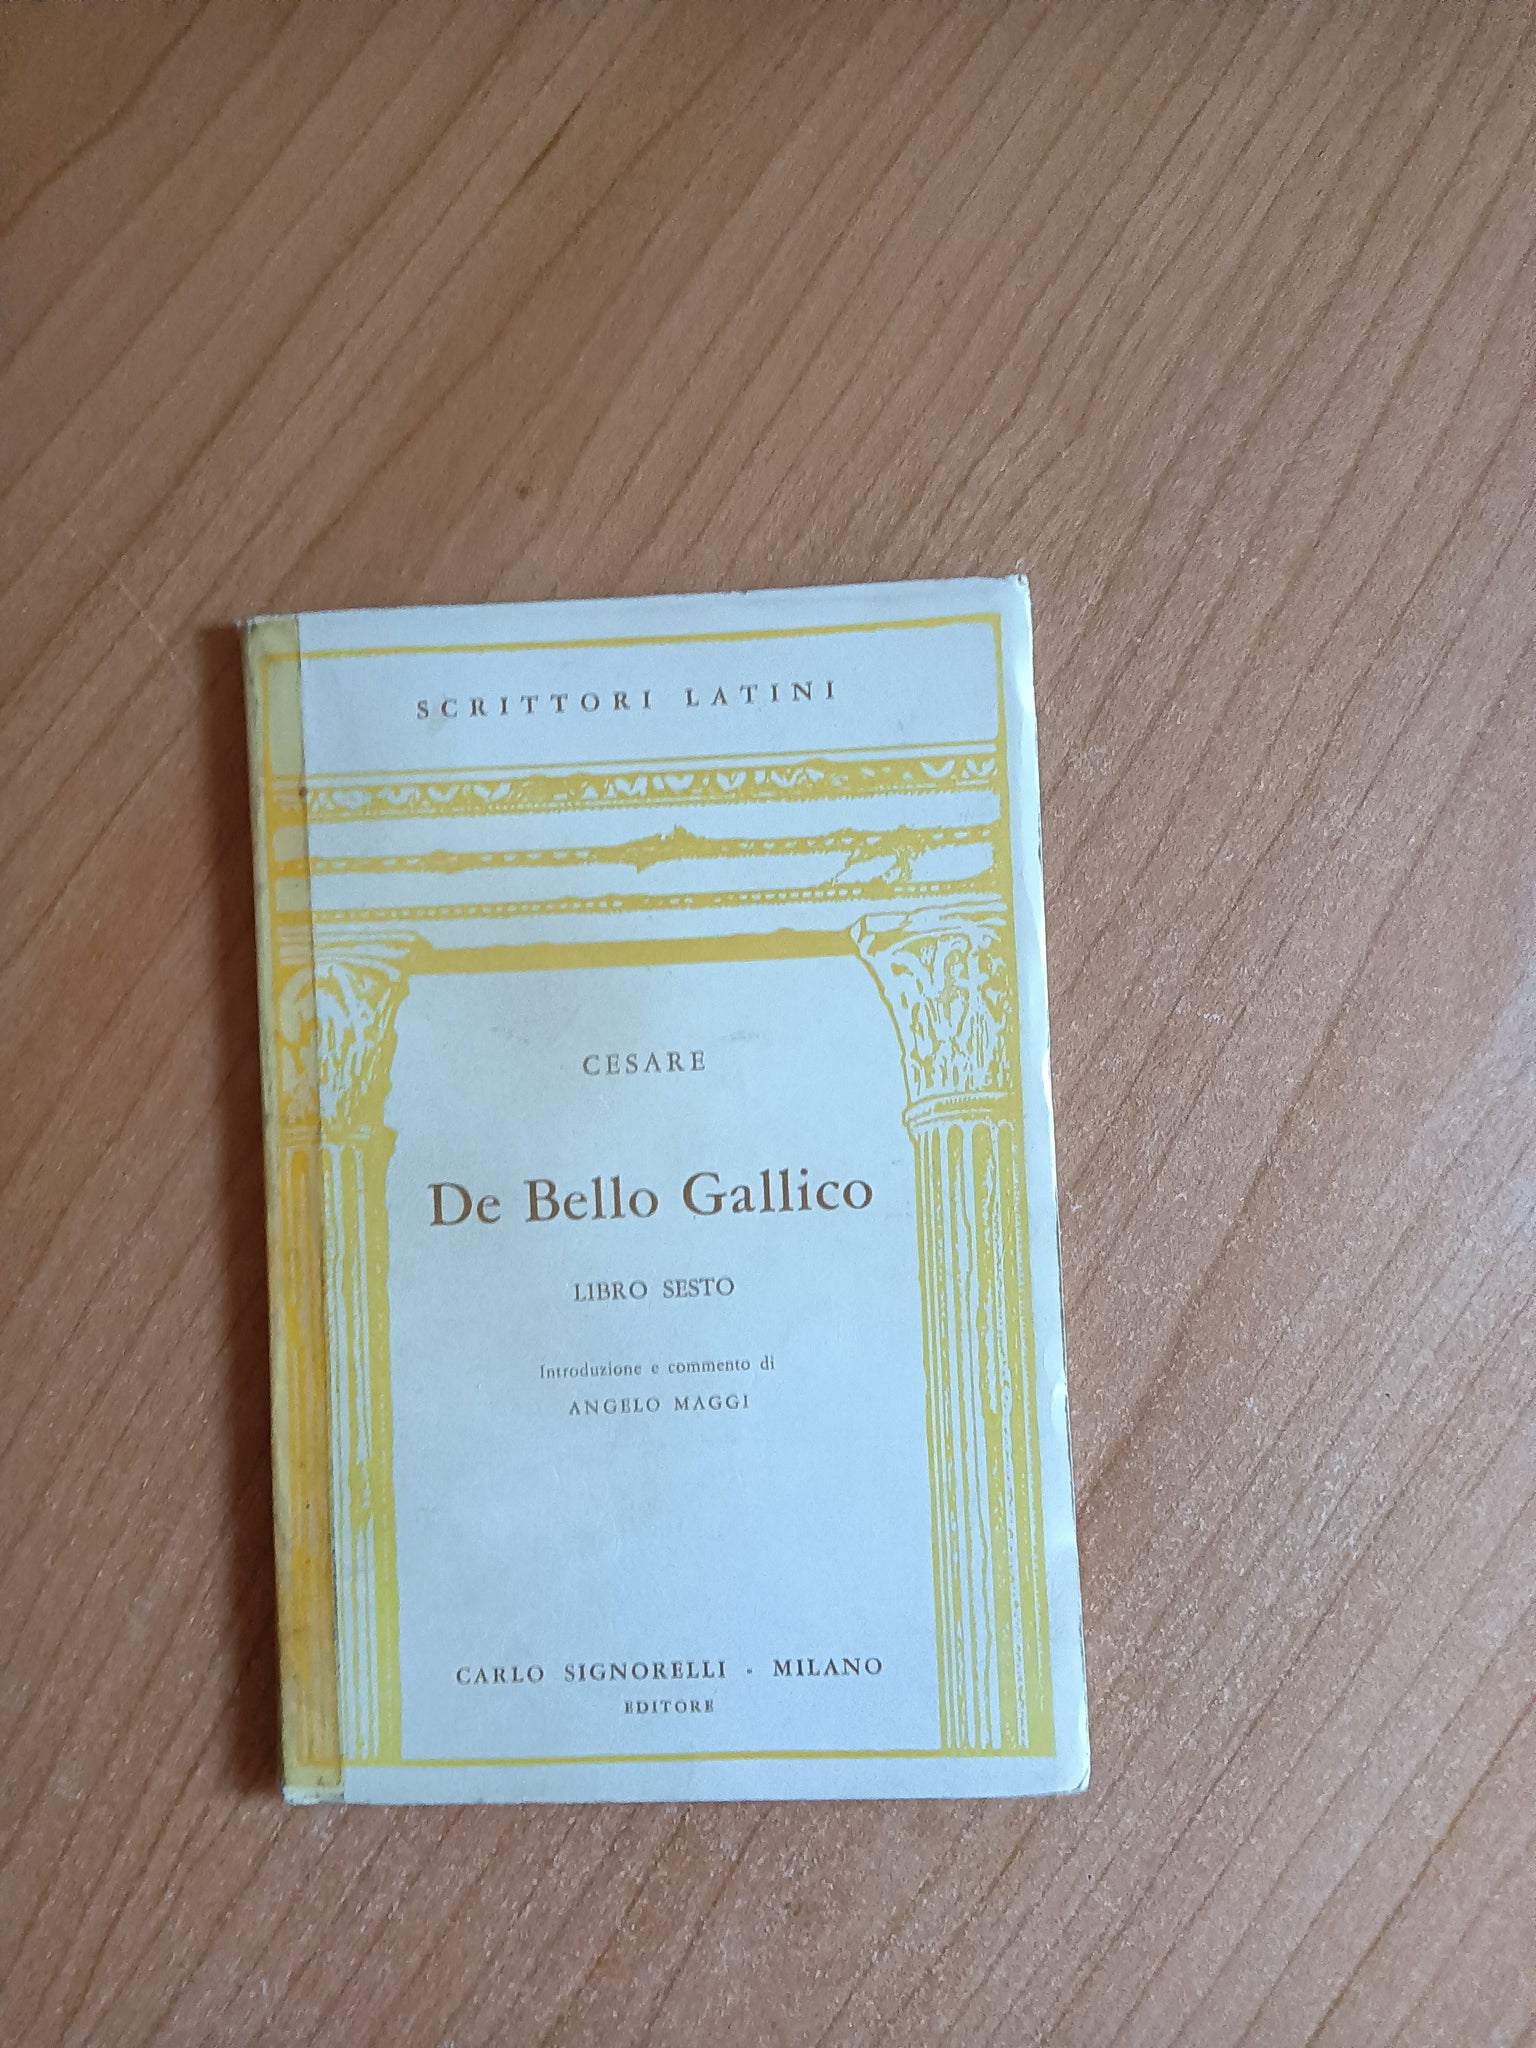 SCRITTORI LATINI
CESARE
De Bello Gallico
LIBRO SESTO
Introduzione e commento di
ANGELO MAGGI
CARLO SIGNORELLI - MILANO
EDITORE